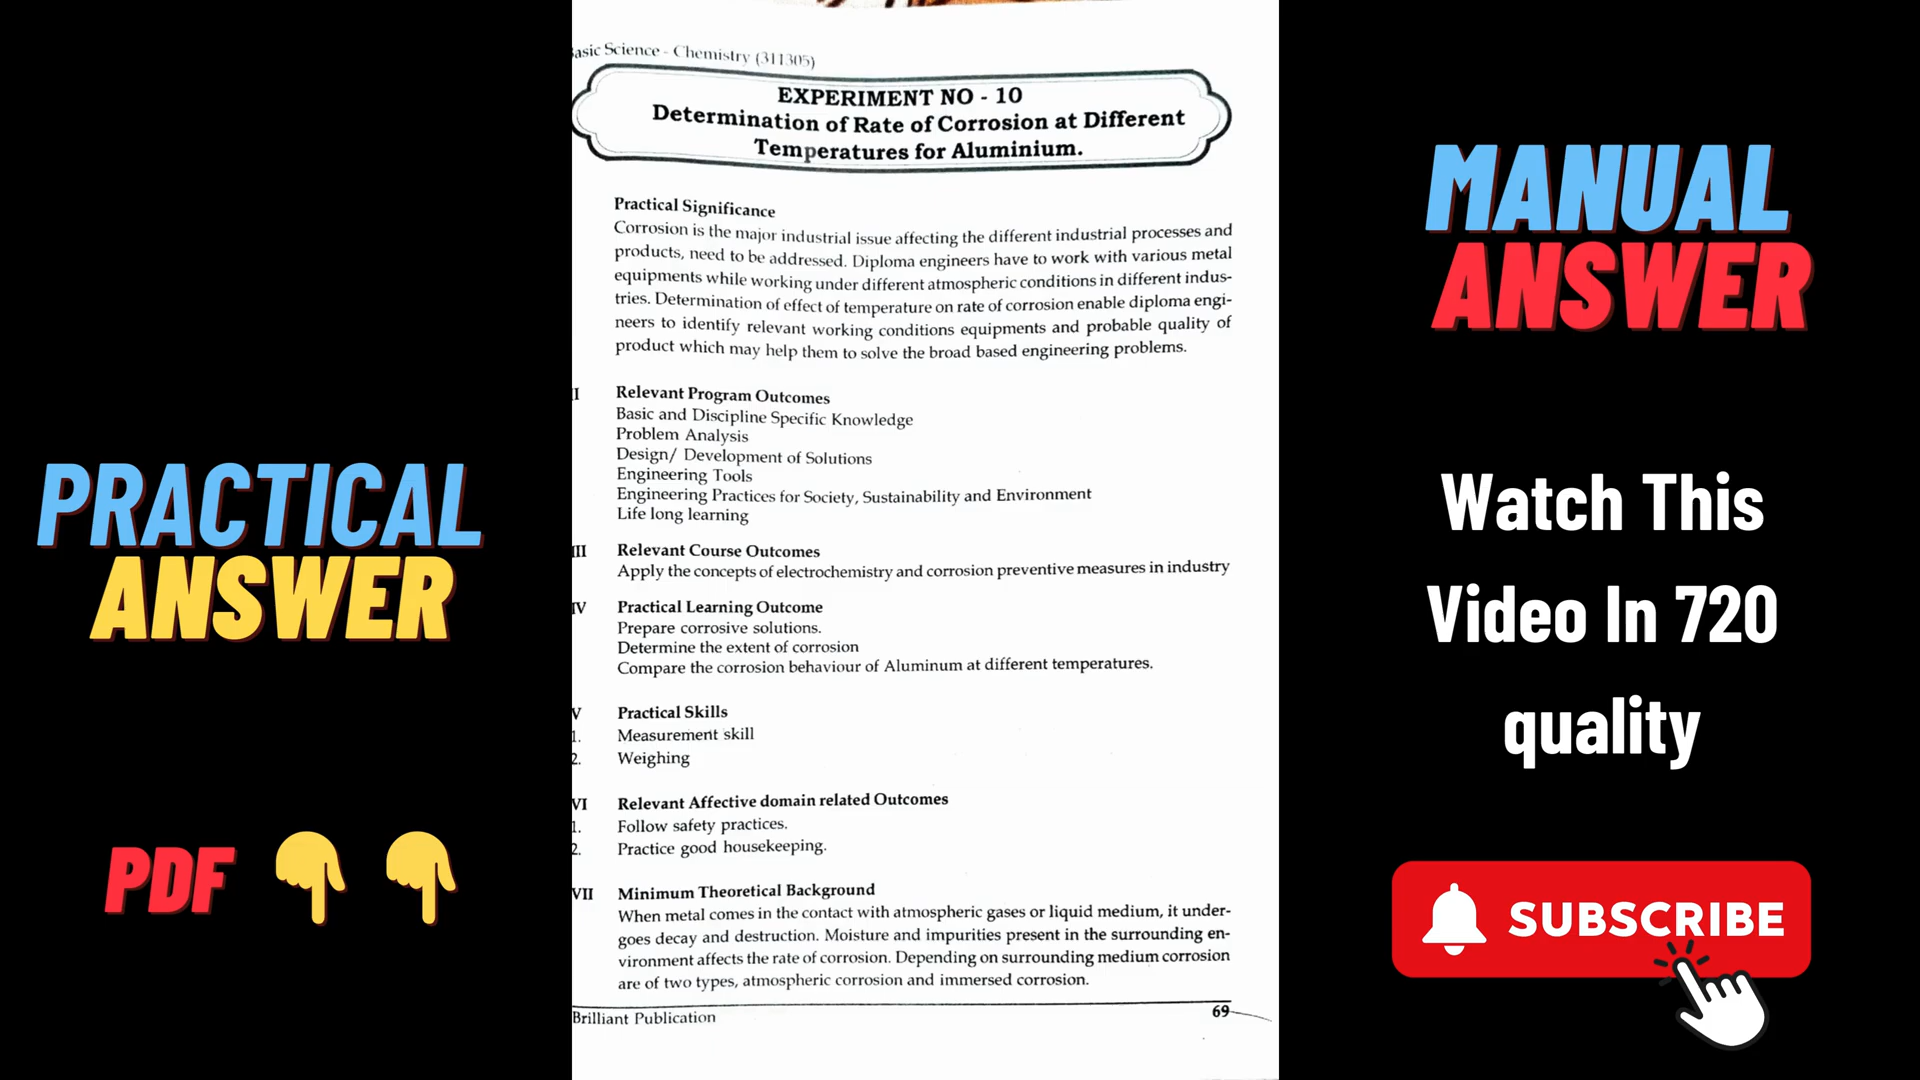 PRACTICAL
ANSWER
PDF
Basic Science - Chemistry (311305)
EXPERIMENT NO - 10
Determination of Rate of Corrosion at Different
Temperatures for Aluminium.
Practical Significance
Corrosion is the major industrial issue affecting the different industrial processes and
products, need to be addressed. Diploma engineers have to work with various metal
equipments while working under different atmospheric conditions in different indus-
tries. Determination of effect of temperature on rate of corrosion enable diploma engi-
neers to identify relevant working conditions equipments and probable quality of
product which may help them to solve the broad based engineering problems.
II Relevant Program Outcomes
Basic and Discipline Specific Knowledge
Problem Analysis
Design/ Development of Solutions
Engineering Tools
Engineering Practices for Society, Sustainability and Environment
Life long learning
III Relevant Course Outcomes
Apply the concepts of electrochemistry and corrosion preventive measures in industry
IV Practical Learning Outcome
Prepare corrosive solutions.
Determine the extent of corrosion
Compare the corrosion behaviour of Aluminum at different temperatures.
V Practical Skills
1. Measurement skill
2. Weighing
VI Relevant Affective domain related Outcomes
1. Follow safety practices.
2. Practice good housekeeping.
VII Minimum Theoretical Background
When metal comes in the contact with atmospheric gases or liquid medium, it under-
goes decay and destruction. Moisture and impurities present in the surrounding en-
vironment affects the rate of corrosion. Depending on surrounding medium corrosion
are of two types, atmospheric corrosion and immersed corrosion.
Brilliant Publication 69
MANUAL
ANSWER
Watch This
Video In 720
quality
SUBSCRIBE